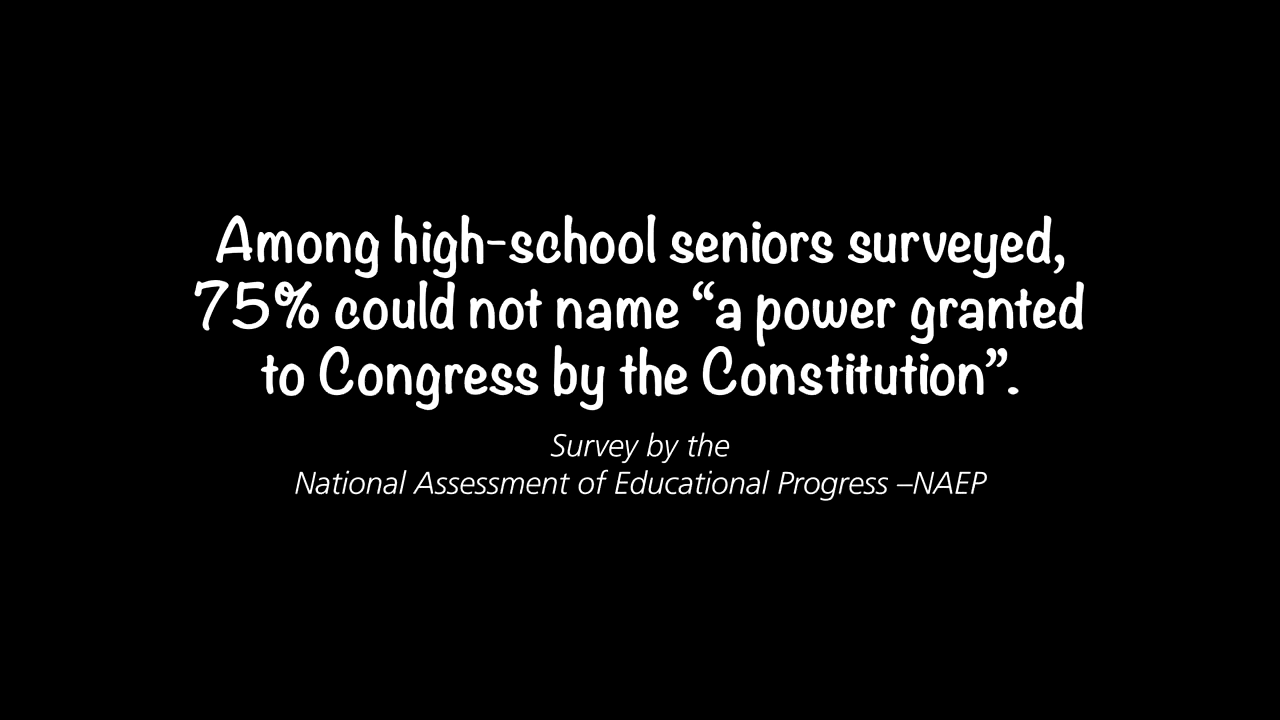 Among high-school seniors surveyed,
75% could not name “a power granted
to Congress by the Constitution”.
Survey by the
National Assessment of Educational Progress –NAEP